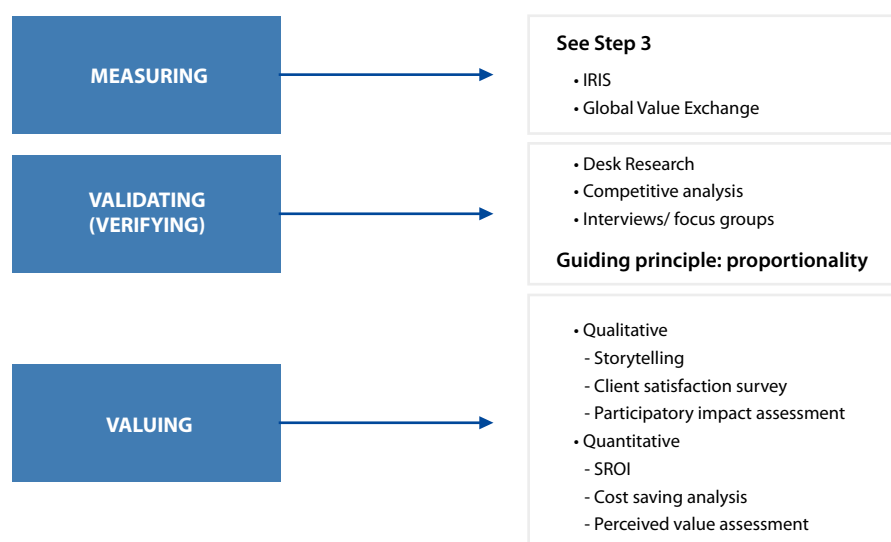 MEASURING
See Step 3
• IRIS
• Global Value Exchange
VALIDATING
(VERIFYING)
• Desk Research
• Competitive analysis
• Interviews/ focus groups
Guiding principle: proportionality
VALUING
• Qualitative
- Storytelling
- Client satisfaction survey
- Participatory impact assessment
• Quantitative
- SROI
- Cost saving analysis
- Perceived value assessment